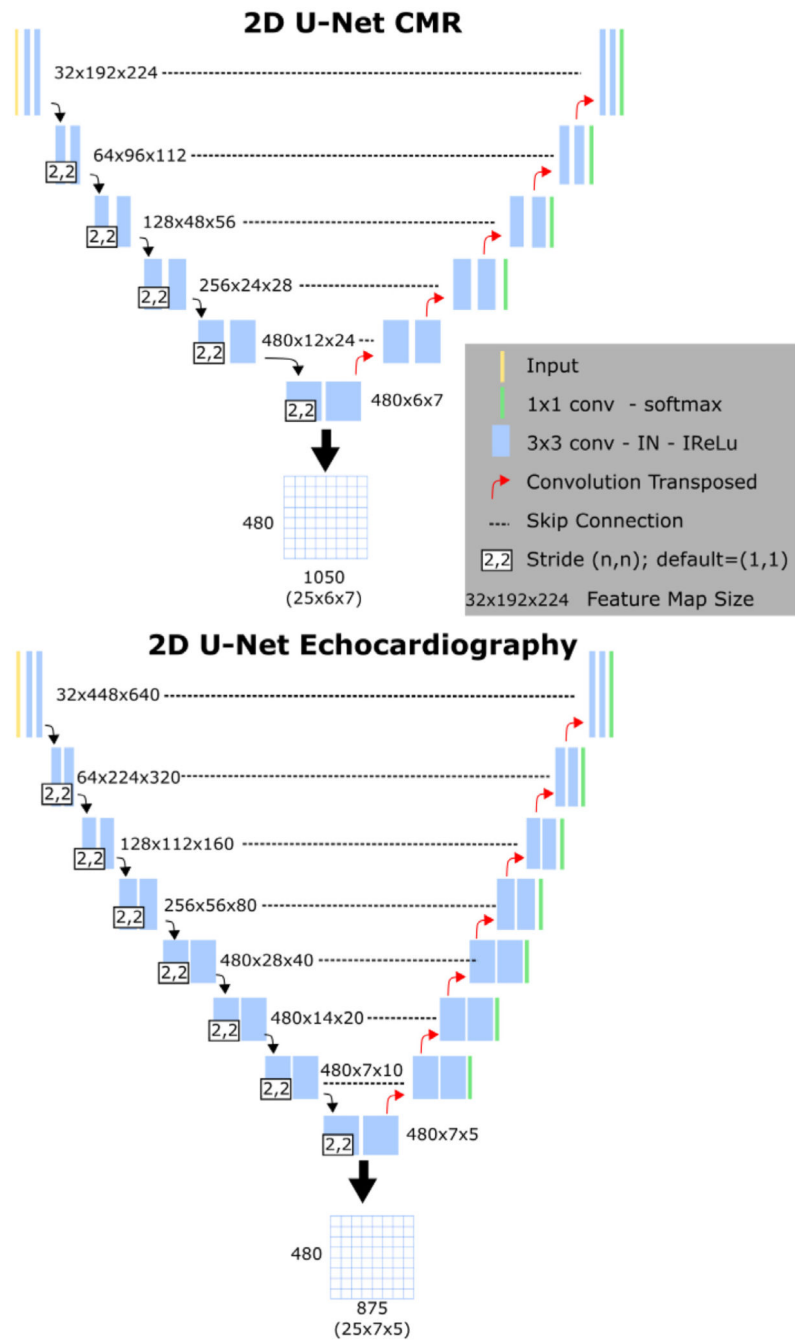 2D U-Net CMR
32x192x224
64x96x112
2,2
128x48x56
2,2
256x24x28
2,2
480x12x24
2,2
480x6x7
2,2
480
1050
(25x6x7)
Input
1x1 conv - softmax
3x3 conv - IN - lReLu
Convolution Transposed
Skip Connection
2,2 Stride (n,n); default=(1,1)
32x192x224 Feature Map Size
2D U-Net Echocardiography
32x448x640
64x224x320
2,2
128x112x160
2,2
256x56x80
2,2
480x28x40
2,2
480x14x20
2,2
480x7x10
2,2
480x7x5
2,2
480
875
(25x7x5)